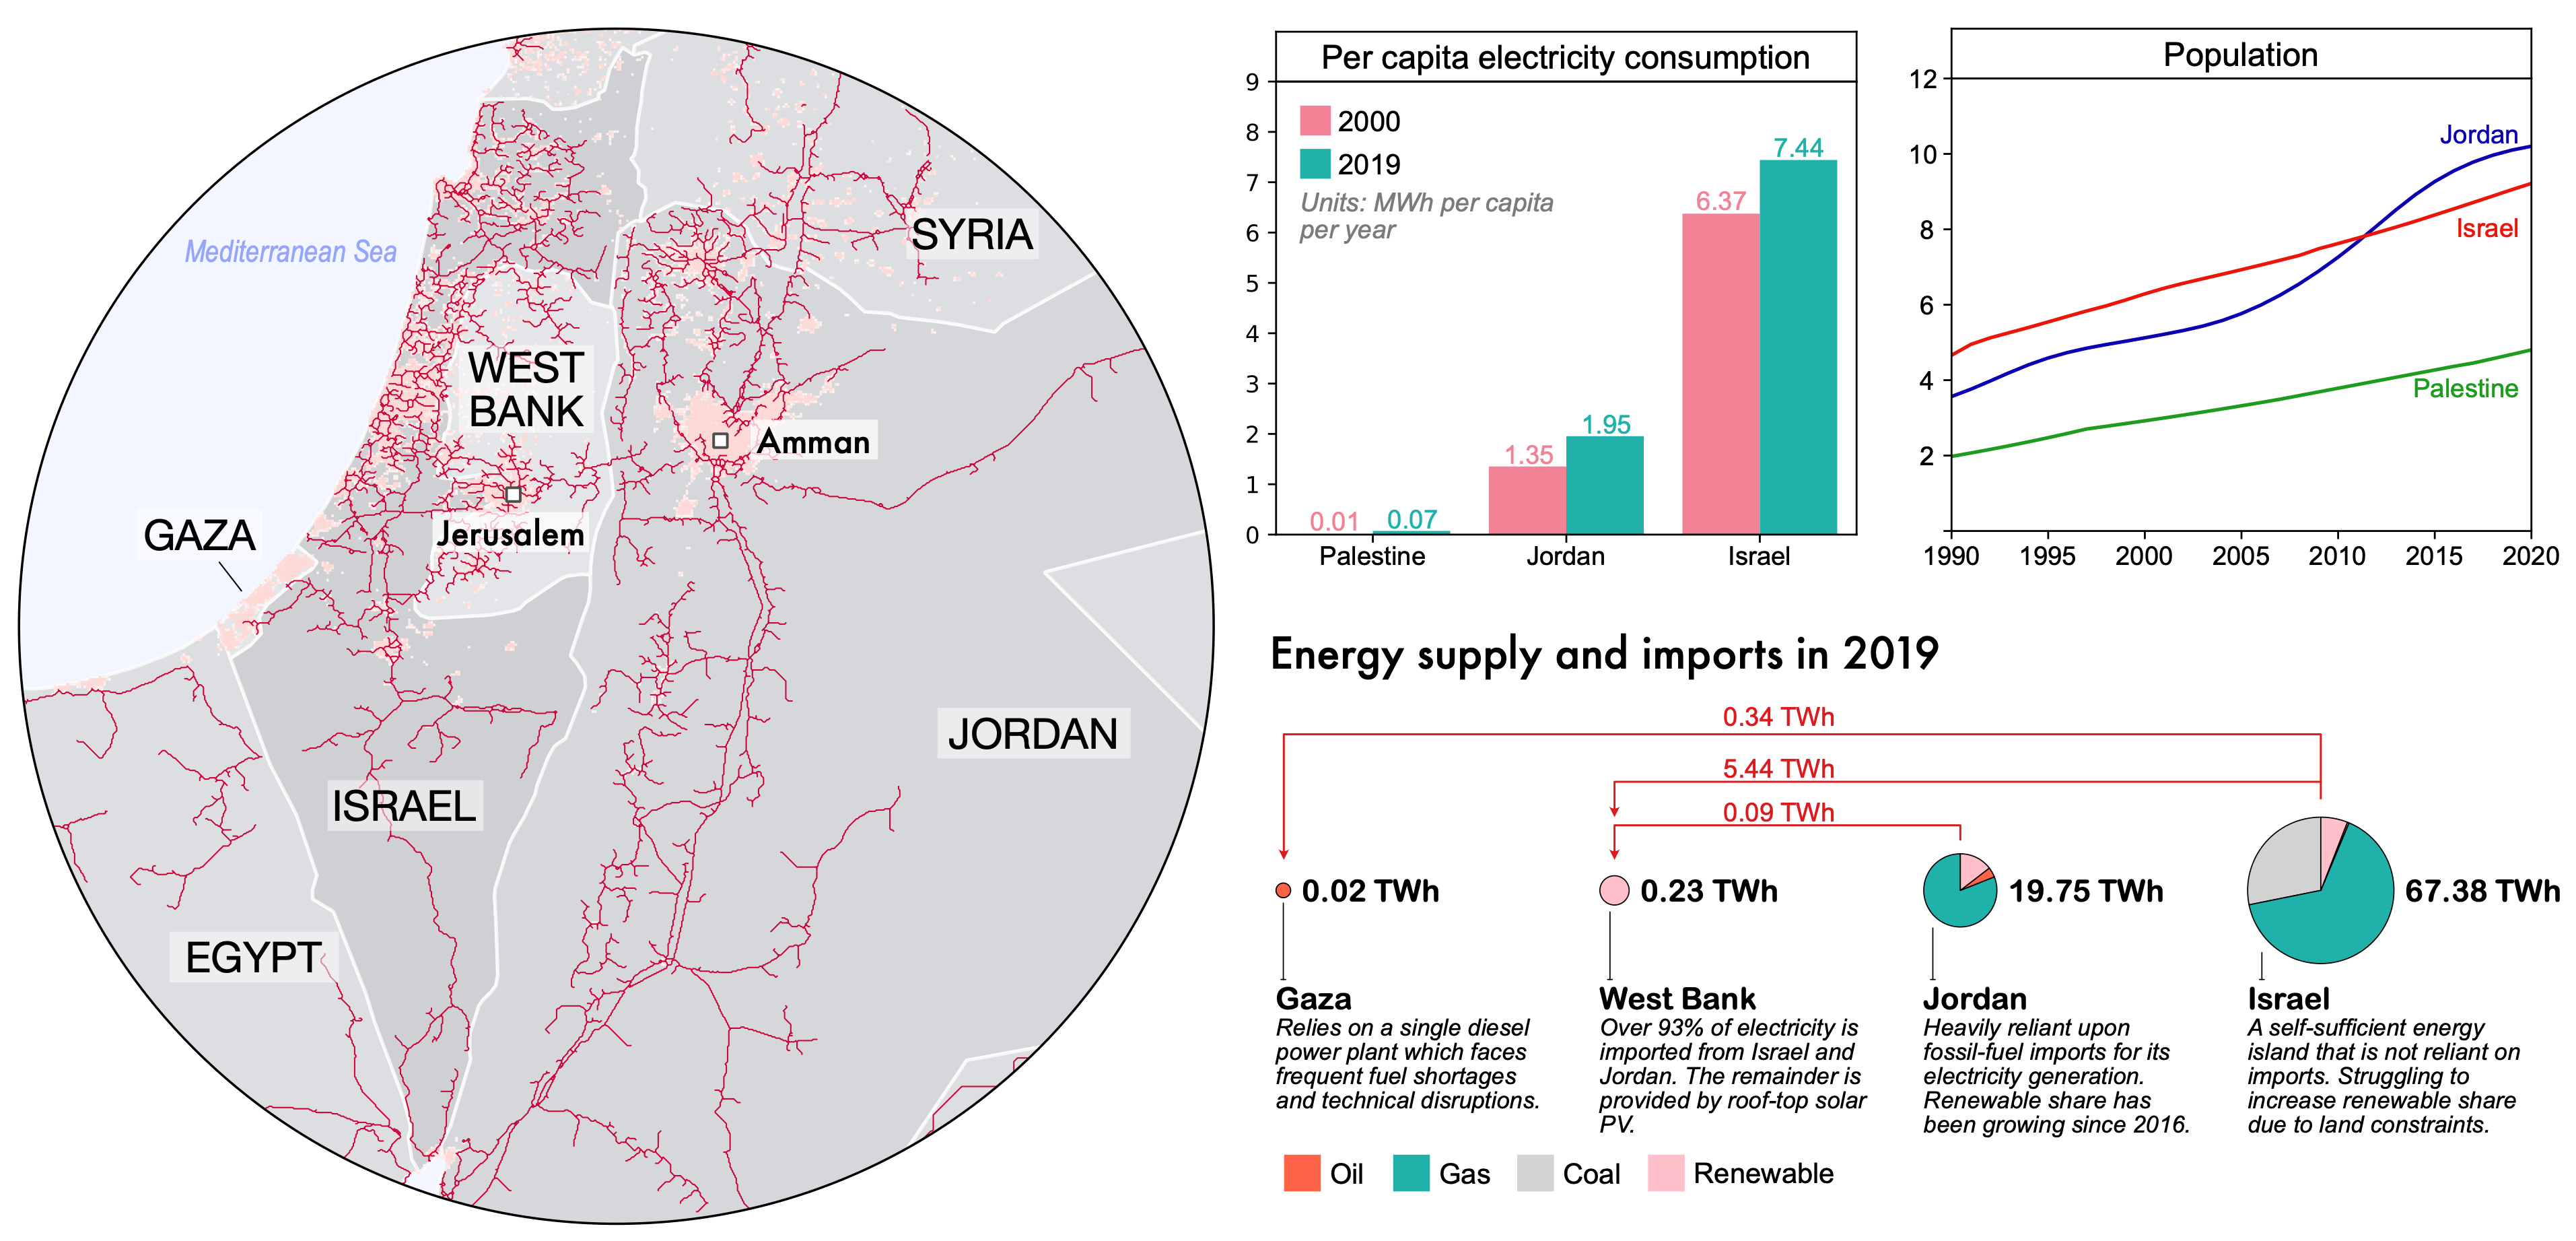 Mediterranean Sea
SYRIA
WEST
BANK
Amman
GAZA
Jerusalem
JORDAN
ISRAEL
EGYPT
Per capita electricity consumption
9
8
7
6
5
4
3
2
1
0
2000
2019
Units: MWh per capita
per year
0.01
0.07
1.35
1.95
6.37
7.44
Palestine
Jordan
Israel
Population
12
10
8
6
4
2
Jordan
Israel
Palestine
1990
1995
2000
2005
2010
2015
2020
Energy supply and imports in 2019
0.34 TWh
5.44 TWh
0.09 TWh
0.02 TWh
0.23 TWh
19.75 TWh
67.38 TWh
Gaza
Relies on a single diesel
power plant which faces
frequent fuel shortages
and technical disruptions.
West Bank
Over 93% of electricity is
imported from Israel and
Jordan. The remainder is
provided by roof-top solar
PV.
Jordan
Heavily reliant upon
fossil-fuel imports for its
electricity generation.
Renewable share has
been growing since 2016.
Israel
A self-sufficient energy
island that is not reliant on
imports. Struggling to
increase renewable share
due to land constraints.
Oil
Gas
Coal
Renewable